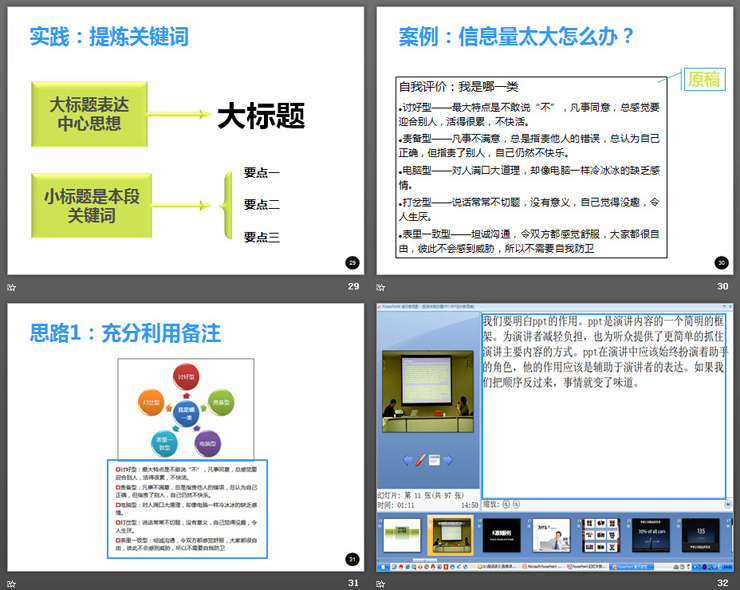 实践：提炼关键词
大标题表达
中心思想
大标题
小标题是本段
关键词
要点一
要点二
要点三
29
29
案例：信息量太大怎么办？
原稿
自我评价：我是哪一类
•讨好型——最大特点是不敢说“不”，凡事同意，总感觉要
迎合别人，活得很累，不快活。
•责备型——凡事不满意，总是指责他人的错误，总认为自己
正确，但指责了别人，自己仍然不快乐。
•电脑型——对人满口大道理，却像电脑一样冷冰冰的缺乏感
情。
•打岔型——说话常常不切题，没有意义，自己觉得没趣，令
人生厌。
•表里一致型——坦诚沟通，令双方都感觉舒服，大家都很自
由，彼此不会感到威胁，所以不需要自我防卫
30
30
思路1：充分利用备注
讨好型
打岔型
责备型
我是哪
一类
表里一
致型
电脑型
讨好型：最大特点是不敢说“不”，凡事同意，总感觉要
迎合别人，活得很累，不快活。
责备型：凡事不满意，总是指责他人的错误，总认为自己
正确，但指责了别人，自己仍然不快乐。
电脑型：对人满口大道理，却像电脑一样冷冰冰的缺乏感
情。
打岔型：说话常常不切题，没有意义，自己觉得没趣，令
人生厌。
表里一致型：坦诚沟通，令双方都感觉舒服，大家都很自
由，彼此不会感到威胁，所以不需要自我防卫
31
31
我们要明白ppt的作用。ppt是演讲内容的一个简明的框
架。为演讲者减轻负担，也为听众提供了更简单的抓住
演讲主要内容的方式。ppt在演讲中应该始终扮演着助手
的角色，他的作用应该是辅助于演讲者的表达。如果我
们把顺序反过来，事情就变了味道。
幻灯片: 第 11 张(共 97 张)
时间: 01:11
14:50
缩放:
为什么？
30% of all cars
135
32